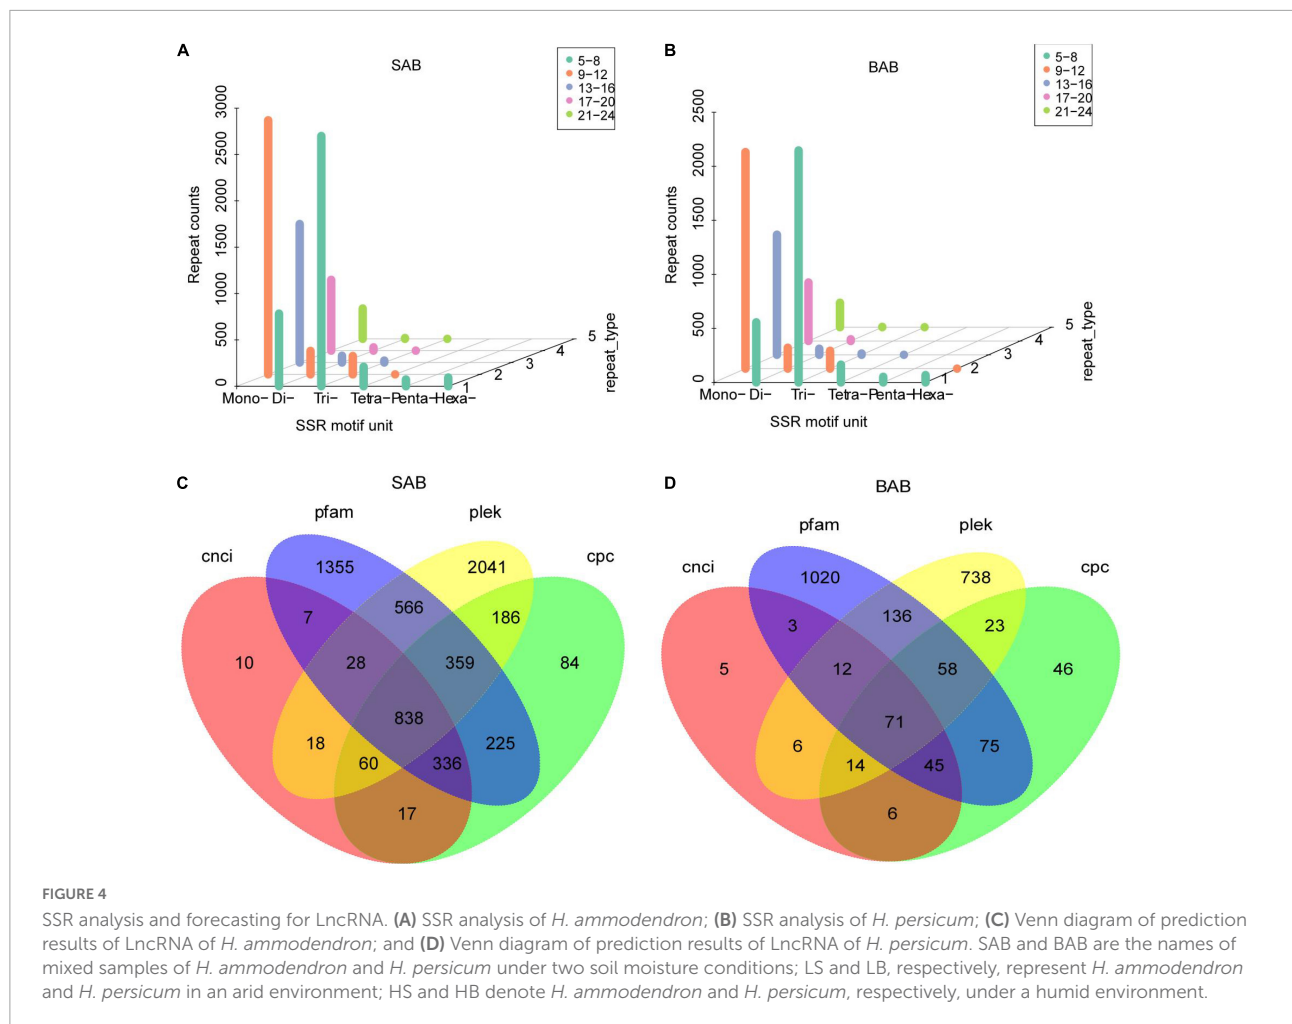 A
SAB
5-8
9-12
13-16
17-20
21-24
Repeat counts
0
500
1000
1500
2000
2500
3000
Mono- Di- Tri- Tetra- Penta- Hexa-
SSR motif unit
1
2
3
4
5
repeat_type
B
BAB
5-8
9-12
13-16
17-20
21-24
Repeat counts
0
500
1000
1500
2000
2500
Mono- Di- Tri- Tetra- Penta- Hexa-
SSR motif unit
1
2
3
4
5
repeat_type
C
SAB
pfam
plek
cnci
cpc
1355
2041
7
566
186
10
28
359
84
838
18
225
60
336
17
D
BAB
pfam
plek
cnci
cpc
1020
738
3
136
23
5
12
58
46
71
6
75
14
45
6
FIGURE 4
SSR analysis and forecasting for LncRNA. (A) SSR analysis of H. ammodendron; (B) SSR analysis of H. persicum; (C) Venn diagram of prediction
results of LncRNA of H. ammodendron; and (D) Venn diagram of prediction results of LncRNA of H. persicum. SAB and BAB are the names of
mixed samples of H. ammodendron and H. persicum under two soil moisture conditions; LS and LB, respectively, represent H. ammodendron
and H. persicum in an arid environment; HS and HB denote H. ammodendron and H. persicum, respectively, under a humid environment.